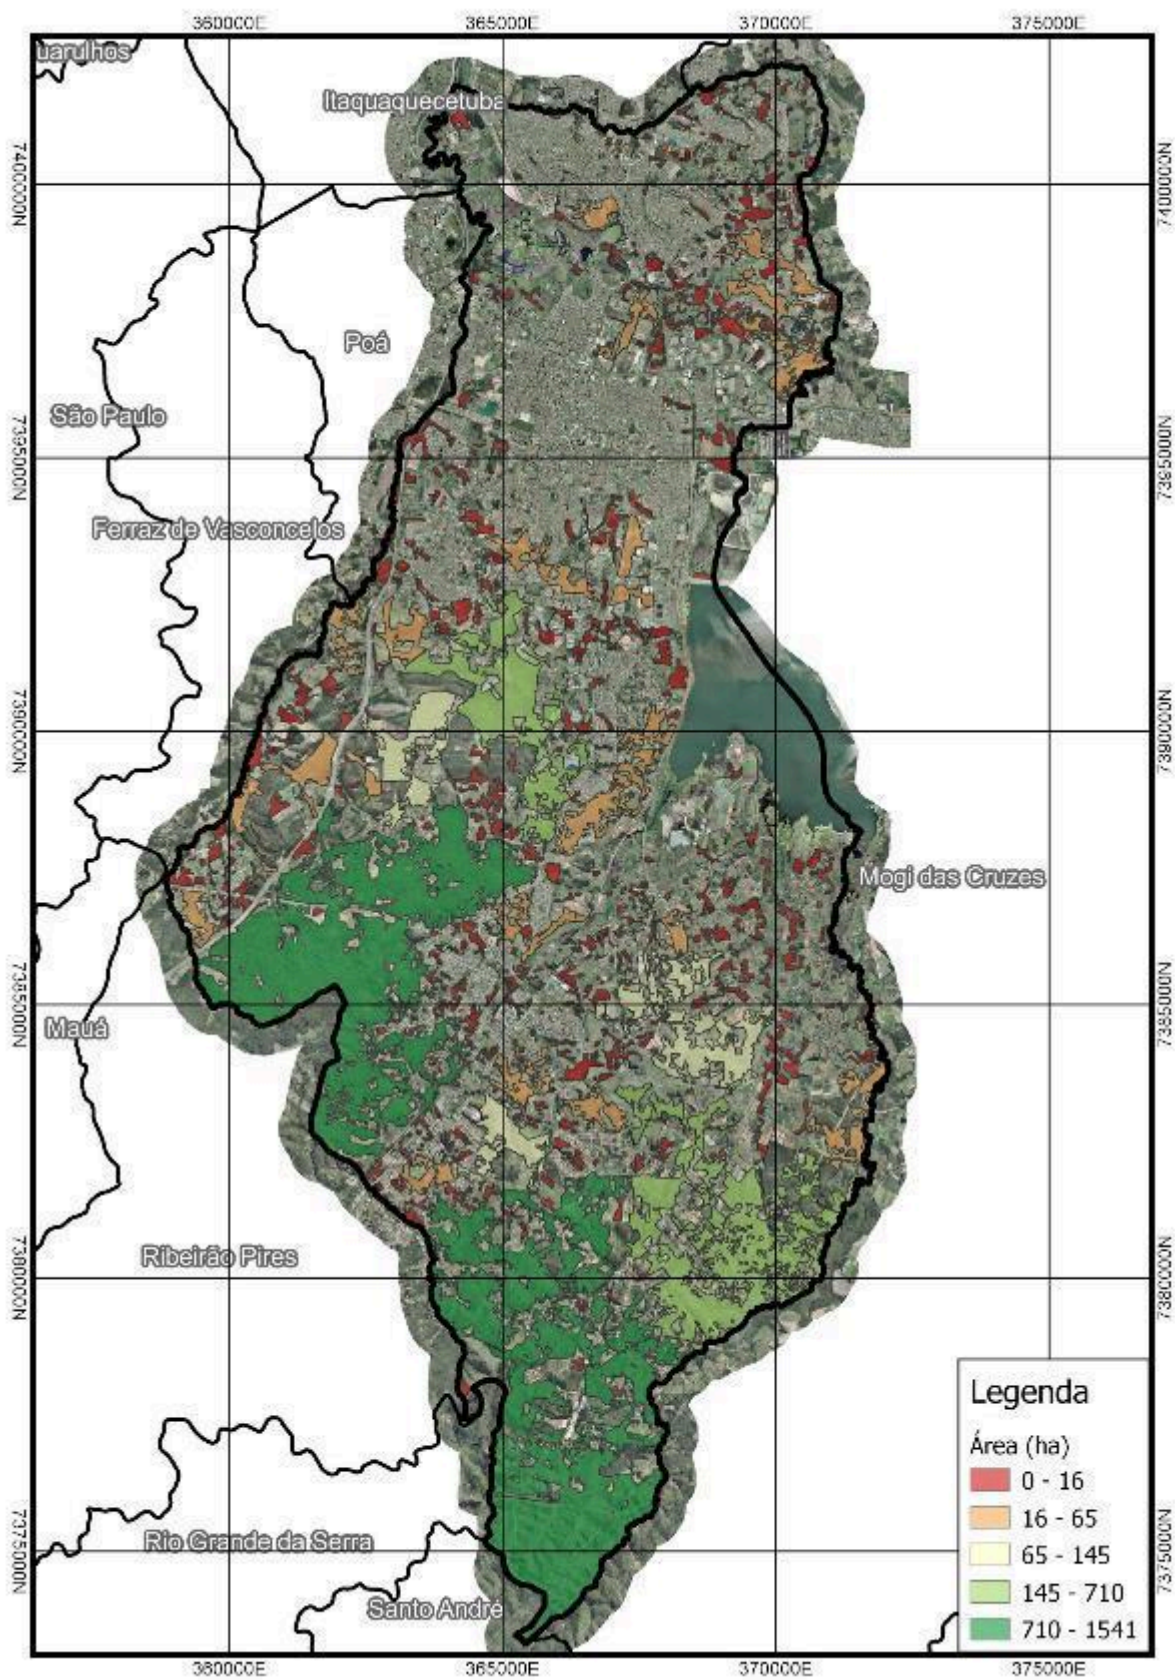 360000E 365000E 370000E 375000E
uarulhos
Itaquaquecetuba
7400000N 7400000N
Poá
São Paulo
7395000N 7395000N
Ferraz de Vasconcelos
7390000N 7390000N
Mogi das Cruzes
7385000N 7385000N
Mauá
Ribeirão Pires
7380000N 7380000N
Legenda
Área (ha)
0 - 16
16 - 65
65 - 145
145 - 710
710 - 1541
Rio Grande da Serra
7375000N 7375000N
Santo André
360000E 365000E 370000E 375000E